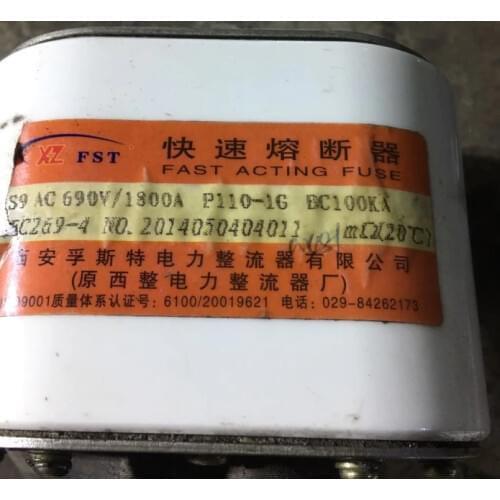 XZ FST 快速熔断器
FAST ACTING FUSE
S9 AC 690V/1800A P110-1G BC100KA
C269-4 NO. 2014050404011 mΩ(20℃)
西安孚斯特电力整流器有限公司
(原西整电力整流器厂)
9001质量体系认证号: 6100/20019621 电话: 029-84262173